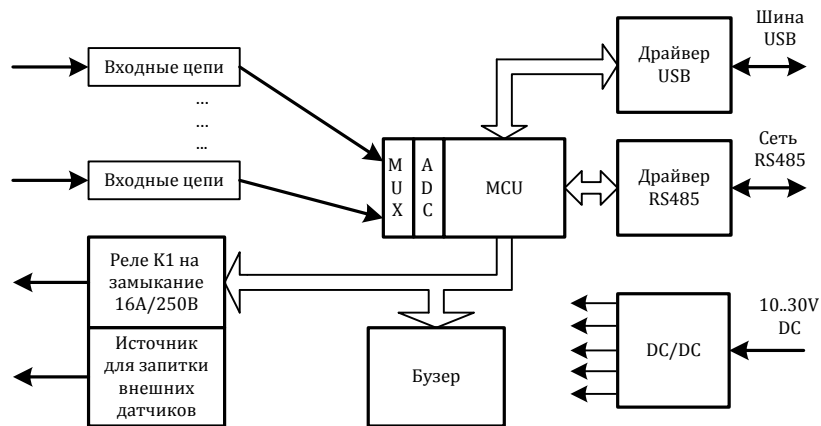 Входные цепи
...
...
...
Входные цепи
Реле К1 на
замыкание
16А/250В
Источник
для запитки
внешних
датчиков
M
U
X
A
D
C
MCU
Бузер
Драйвер
USB
Шина
USB
Драйвер
RS485
Сеть
RS485
DC/DC
10..30V
DC